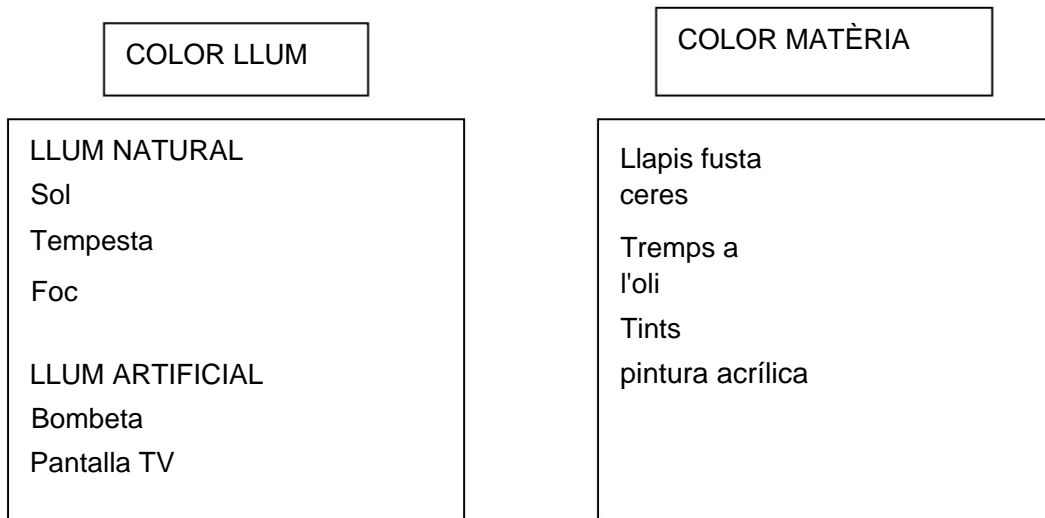 COLOR LLUM
LLUM NATURAL
Sol
Tempesta
Foc
LLUM ARTIFICIAL
Bombeta
Pantalla TV
COLOR MATÈRIA
Llapis fusta
ceres
Tremps a
l'oli
Tints
pintura acrílica